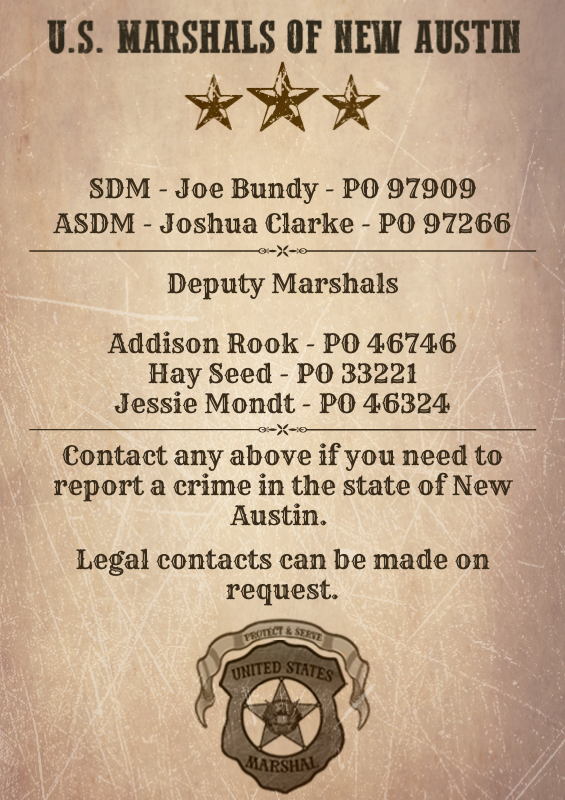 U.S. MARSHALS OF NEW AUSTIN
SDM - Joe Bundy - PO 97909
ASDM - Joshua Clarke - PO 97266
Deputy Marshals
Addison Rook - PO 46746
Hay Seed - PO 33221
Jessie Mondt - PO 46324
Contact any above if you need to
report a crime in the state of New
Austin.
Legal contacts can be made on
request.
PROTECT & SERVE
UNITED STATES
MARSHAL